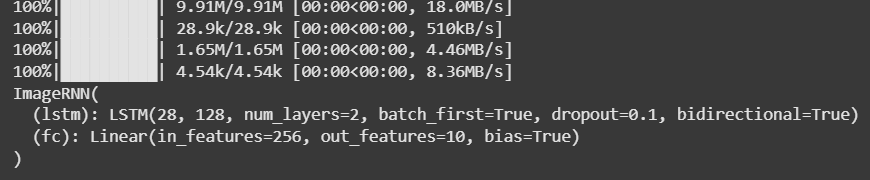 100%|██████████| 9.91M/9.91M [00:00<00:00, 18.0MB/s]
100%|██████████| 28.9k/28.9k [00:00<00:00, 510kB/s]
100%|██████████| 1.65M/1.65M [00:00<00:00, 4.46MB/s]
100%|██████████| 4.54k/4.54k [00:00<00:00, 8.36MB/s]
ImageRNN(
  (lstm): LSTM(28, 128, num_layers=2, batch_first=True, dropout=0.1, bidirectional=True)
  (fc): Linear(in_features=256, out_features=10, bias=True)
)